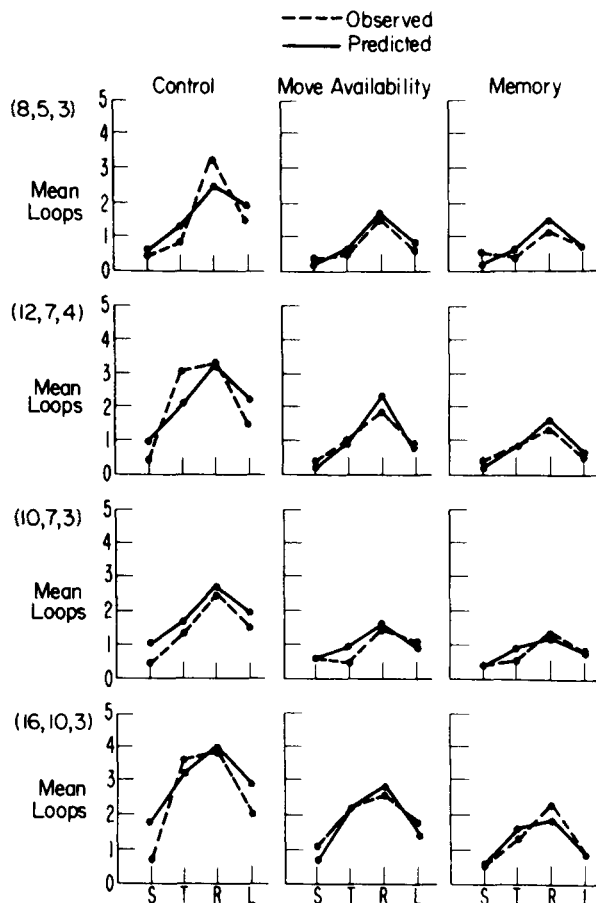 Observed
Predicted
Control
Move Availability
Memory
(8,5,3)
5
4
3
2
1
0
Mean
Loops
(12,7,4)
5
4
3
2
1
0
Mean
Loops
(10,7,3)
5
4
3
2
1
0
Mean
Loops
(16,10,3)
5
4
3
2
1
0
Mean
Loops
S T R L
S T R L
S T R L